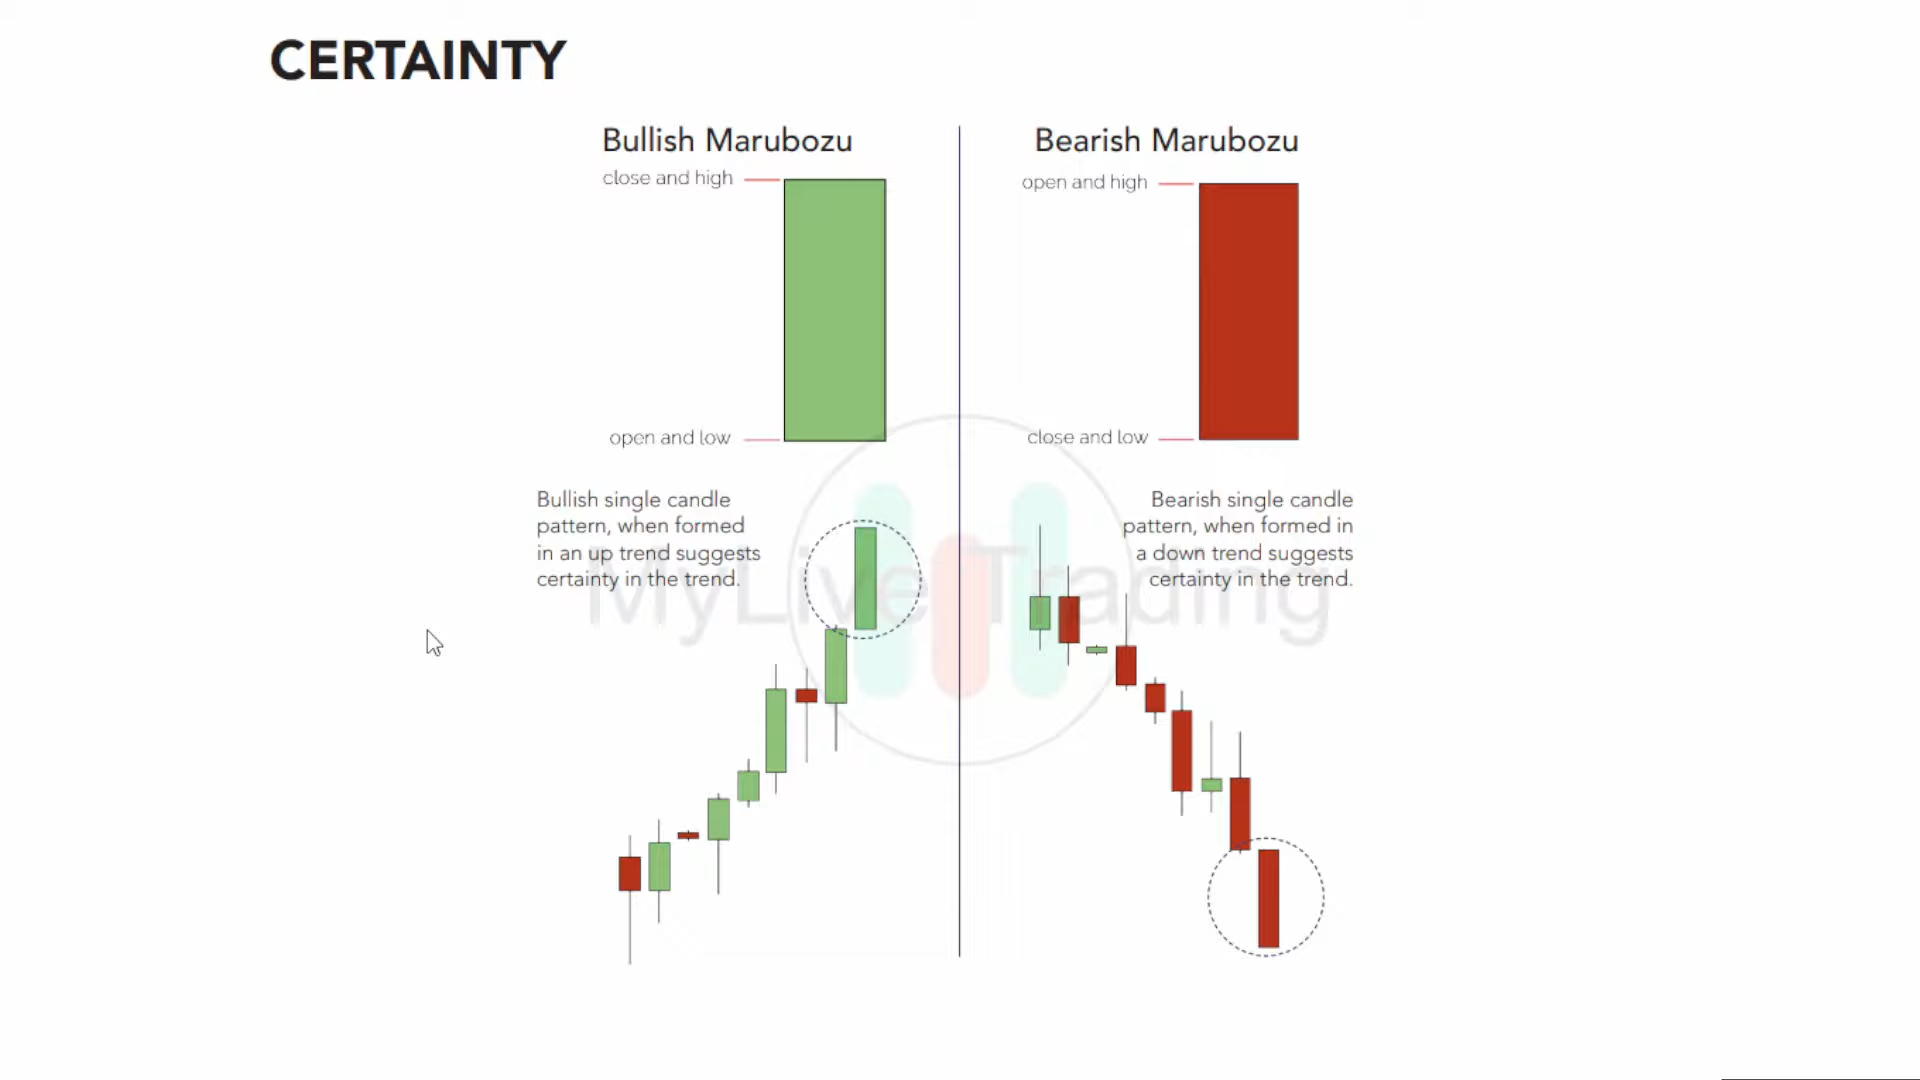 CERTAINTY
Bullish Marubozu
close and high
open and low
Bullish single candle
pattern, when formed
in an up trend suggests
certainty in the trend.
Bearish Marubozu
open and high
close and low
Bearish single candle
pattern, when formed in
a down trend suggests
certainty in the trend.
MyLive Trading